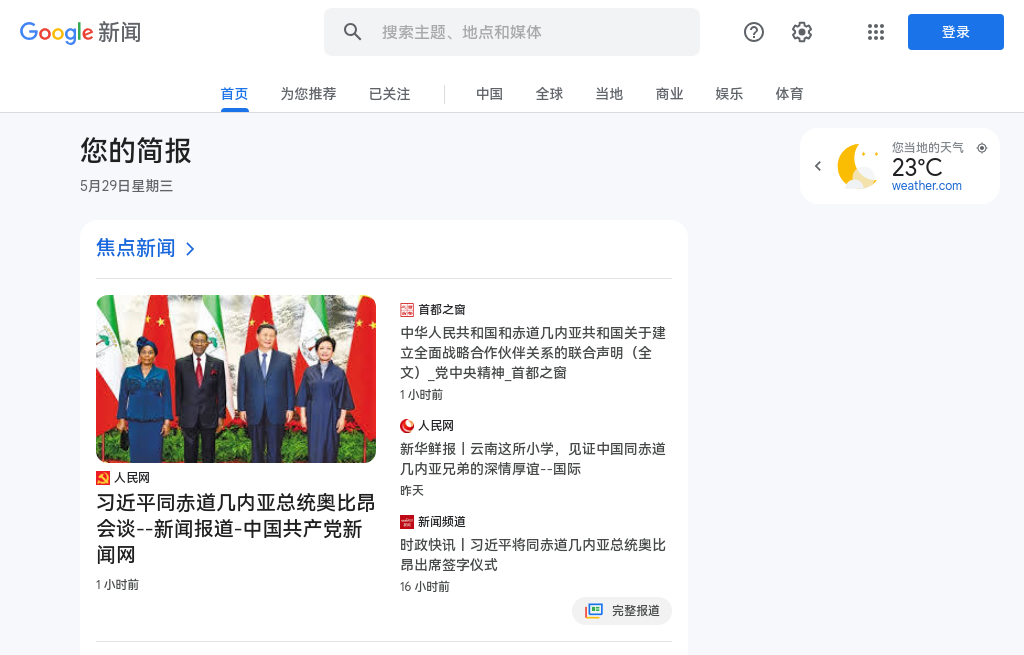 Google 新闻
搜索主题、地点和媒体
登录
首页 为您推荐 已关注 中国 全球 当地 商业 娱乐 体育
您的简报
5月29日星期三
您当地的天气
23°C
weather.com
焦点新闻
人民网
习近平同赤道几内亚总统奥比昂
会谈--新闻报道-中国共产党新
闻网
1 小时前
首都之窗
中华人民共和国和赤道几内亚共和国关于建
立全面战略合作伙伴关系的联合声明（全
文）_党中央精神_首都之窗
1 小时前
人民网
新华鲜报丨云南这所小学，见证中国同赤道
几内亚兄弟的深情厚谊--国际
昨天
新闻频道
时政快讯丨习近平将同赤道几内亚总统奥比
昂出席签字仪式
16 小时前
完整报道